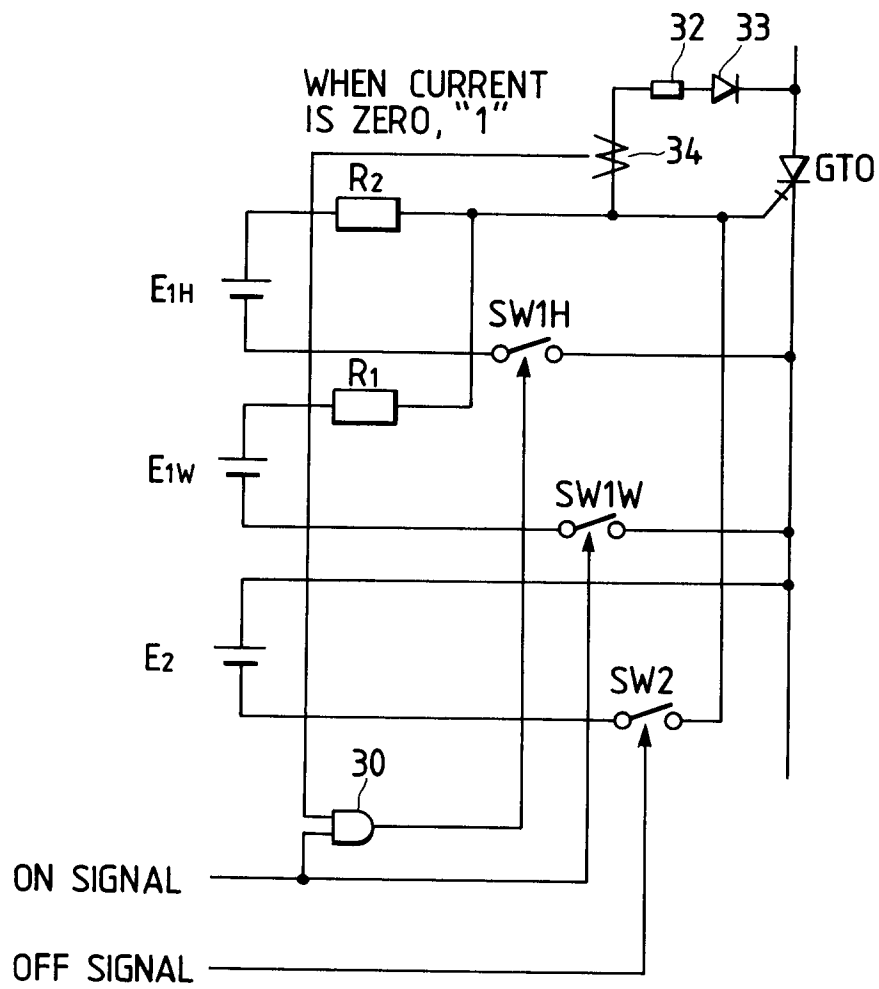 32 33
WHEN CURRENT
IS ZERO, "1"
34
GTO
R2
E1H
SW1H
R1
E1W
SW1W
E2
SW2
30
ON SIGNAL
OFF SIGNAL